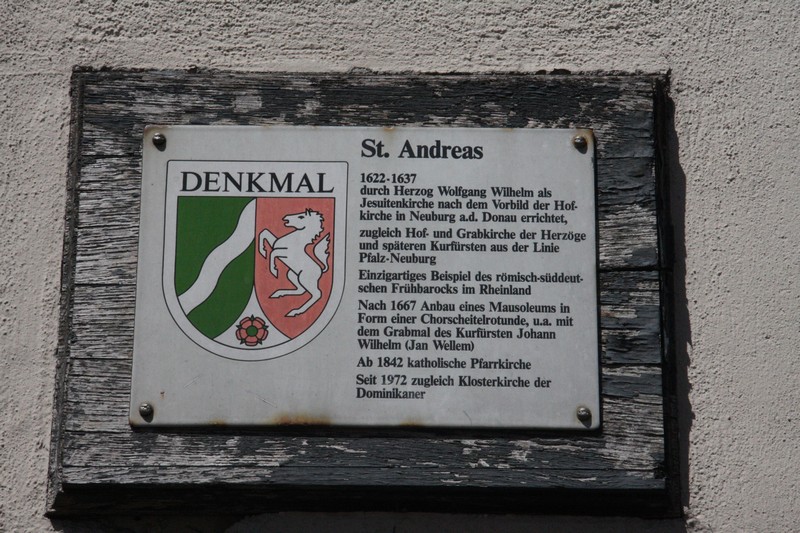 DENKMAL
St. Andreas
1622-1637
durch Herzog Wolfgang Wilhelm als
Jesuitenkirche nach dem Vorbild der Hof-
kirche in Neuburg a.d. Donau errichtet,
zugleich Hof- und Grabkirche der Herzöge
und späteren Kurfürsten aus der Linie
Pfalz-Neuburg
Einzigartiges Beispiel des römisch-süddeut-
schen Frühbarocks im Rheinland
Nach 1667 Anbau eines Mausoleums in
Form einer Chorscheitelrotunde, u.a. mit
dem Grabmal des Kurfürsten Johann
Wilhelm (Jan Wellem)
Ab 1842 katholische Pfarrkirche
Seit 1972 zugleich Klosterkirche der
Dominikaner